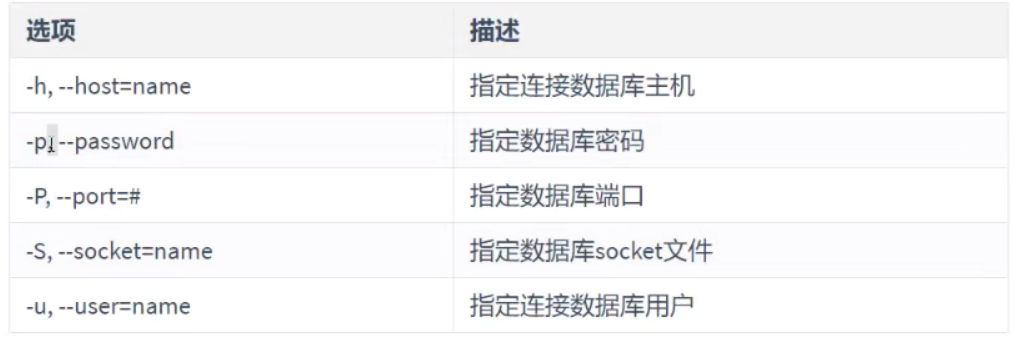 选项 描述
-h, --host=name 指定连接数据库主机
-p, --password 指定数据库密码
-P, --port=# 指定数据库端口
-S, --socket=name 指定数据库socket文件
-u, --user=name 指定连接数据库用户